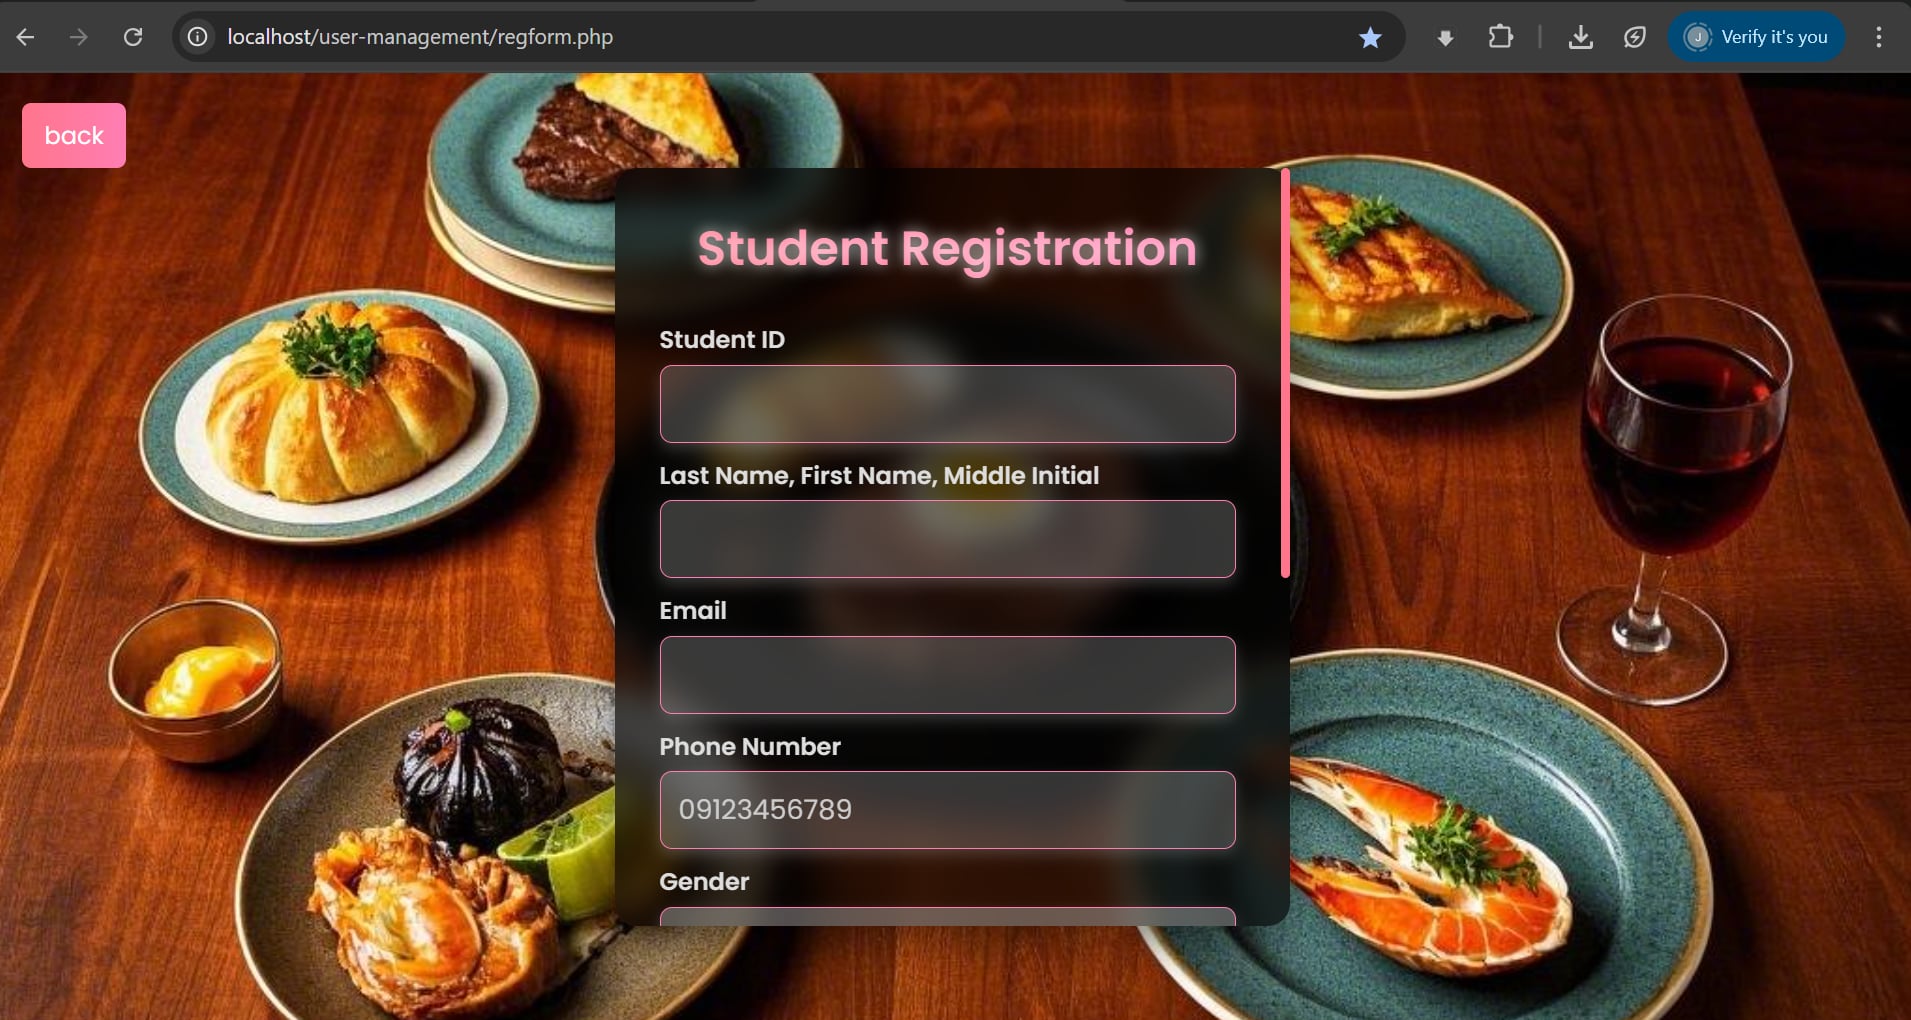 localhost/user-management/regform.php
J
Verify it's you
back
Student Registration
Student ID
Last Name, First Name, Middle Initial
Email
Phone Number
09123456789
Gender